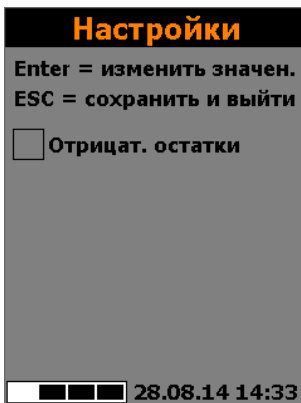 Настройки
Enter = изменить значен.
ESC = сохранить и выйти
Отрицат. остатки
28.08.14 14:33